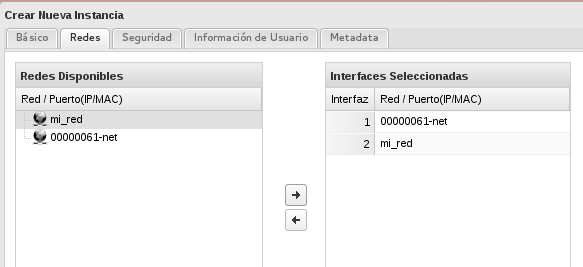 Crear Nueva Instancia
Básico Redes Seguridad Información de Usuario Metadata
Redes Disponibles
Red / Puerto(IP/MAC)
mi_red
00000061-net
Interfaces Seleccionadas
Interfaz Red / Puerto(IP/MAC)
1 00000061-net
2 mi_red